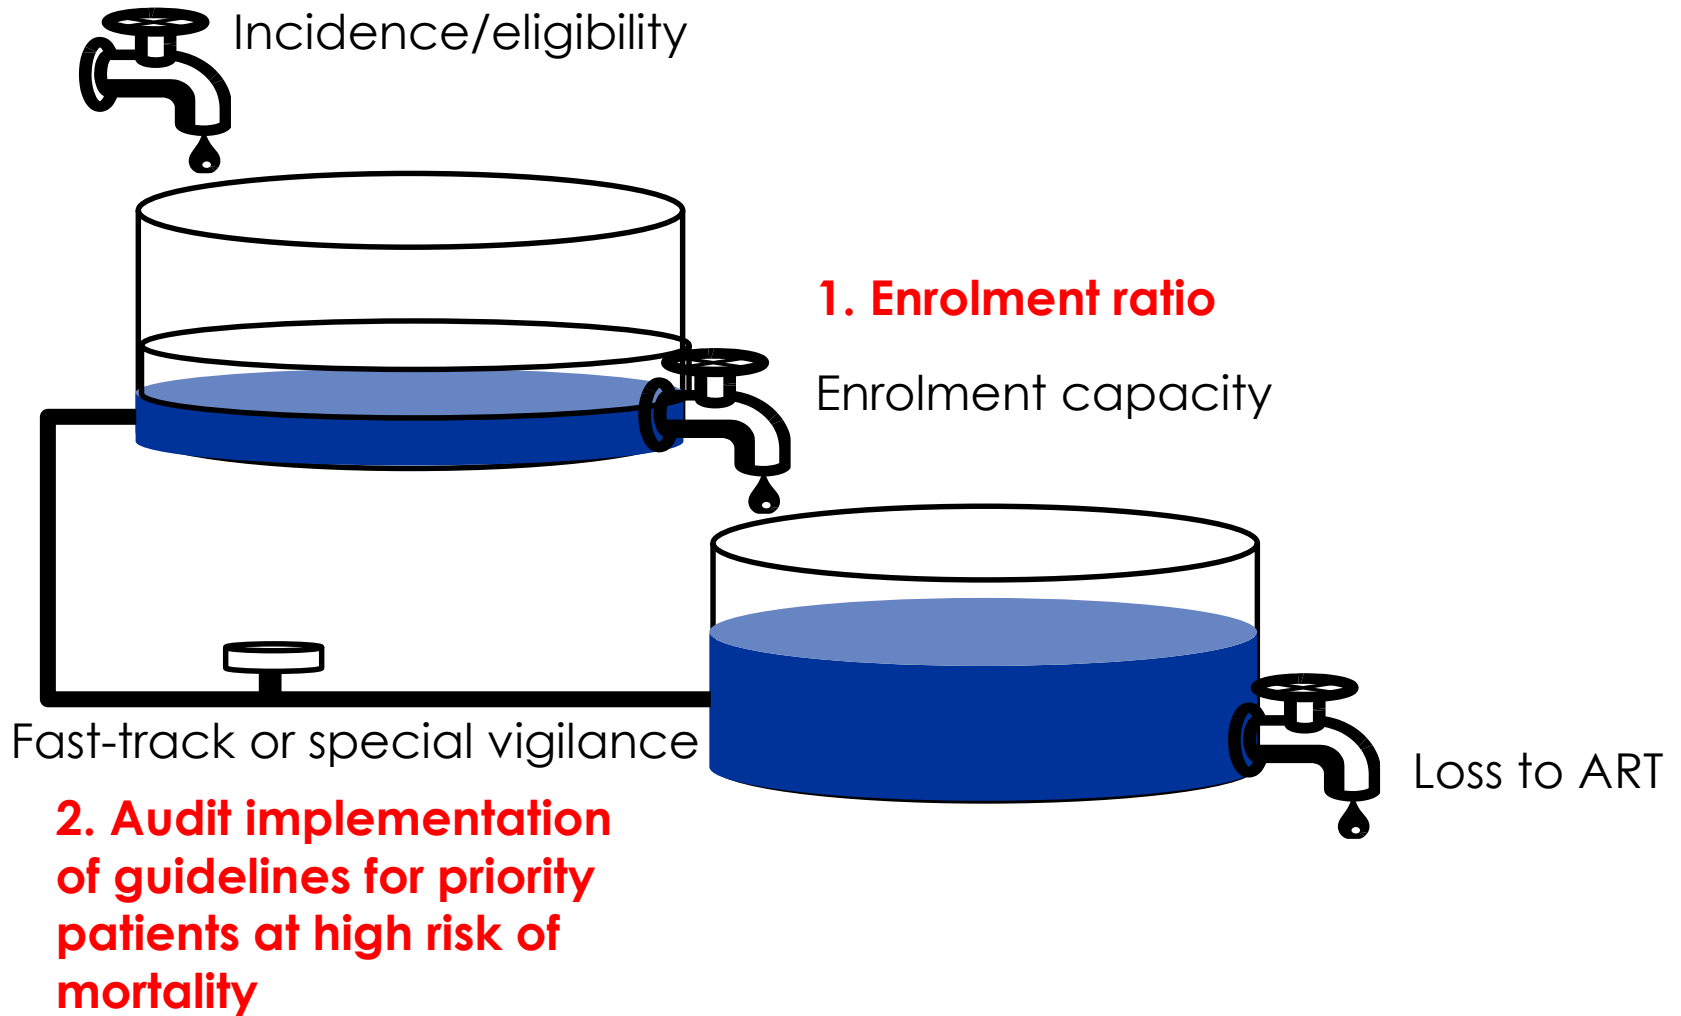 Incidence/eligibility
1. Enrolment ratio
Enrolment capacity
Fast-track or special vigilance
Loss to ART
2. Audit implementation
of guidelines for priority
patients at high risk of
mortality